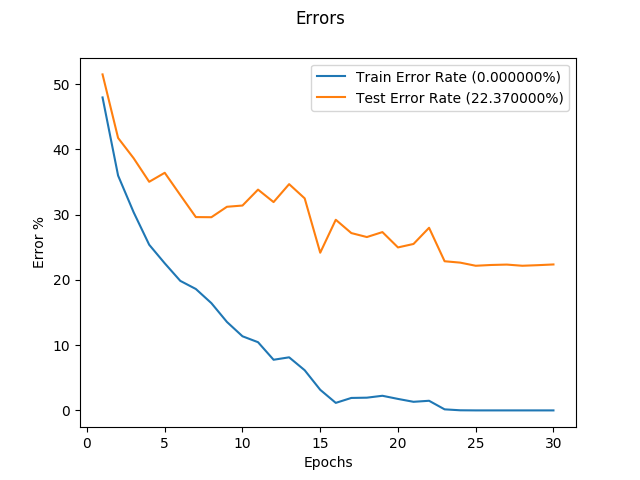 Errors
Train Error Rate (0.000000%)
Test Error Rate (22.370000%)
Error %
50
40
30
20
10
0
0 5 10 15 20 25 30
Epochs